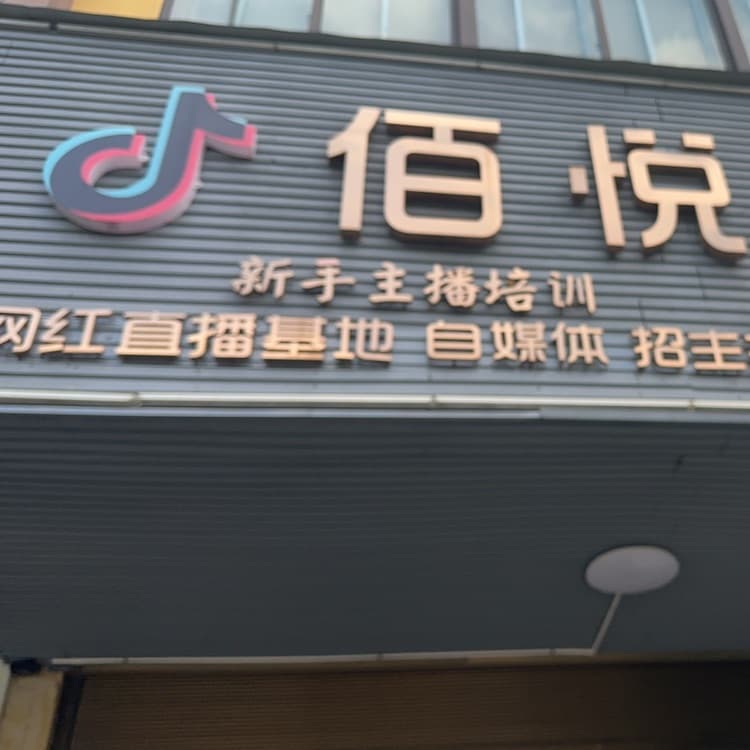 佰悦
新手主播培训
网红直播基地 自媒体 招主